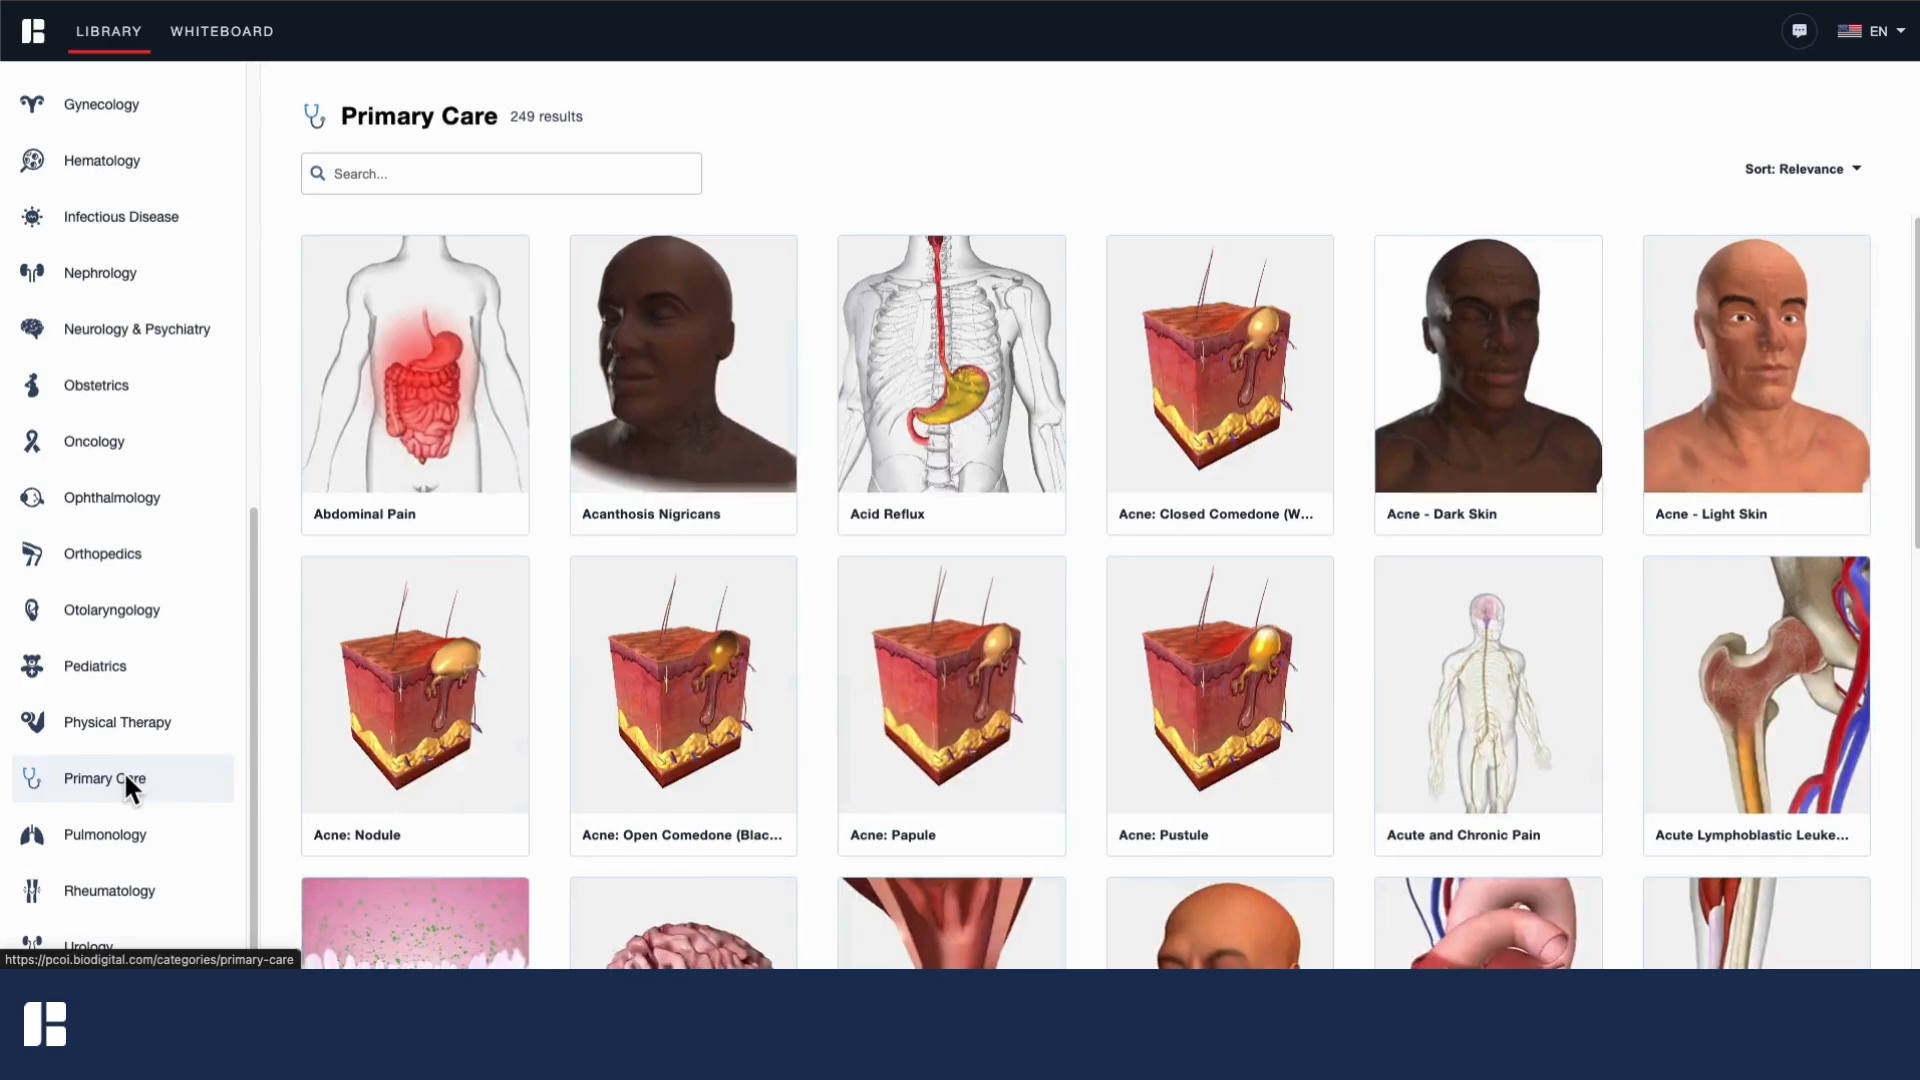 LIBRARY
WHITEBOARD
EN
Gynecology
Hematology
Infectious Disease
Nephrology
Neurology & Psychiatry
Obstetrics
Oncology
Ophthalmology
Orthopedics
Otolaryngology
Pediatrics
Physical Therapy
Primary Care
Pulmonology
Rheumatology
Urology
https://pcoi.biodigital.com/categories/primary-care
Primary Care 249 results
Search...
Sort: Relevance
Abdominal Pain
Acanthosis Nigricans
Acid Reflux
Acne: Closed Comedone (W...
Acne - Dark Skin
Acne - Light Skin
Acne: Nodule
Acne: Open Comedone (Blac...
Acne: Papule
Acne: Pustule
Acute and Chronic Pain
Acute Lymphoblastic Leuke...